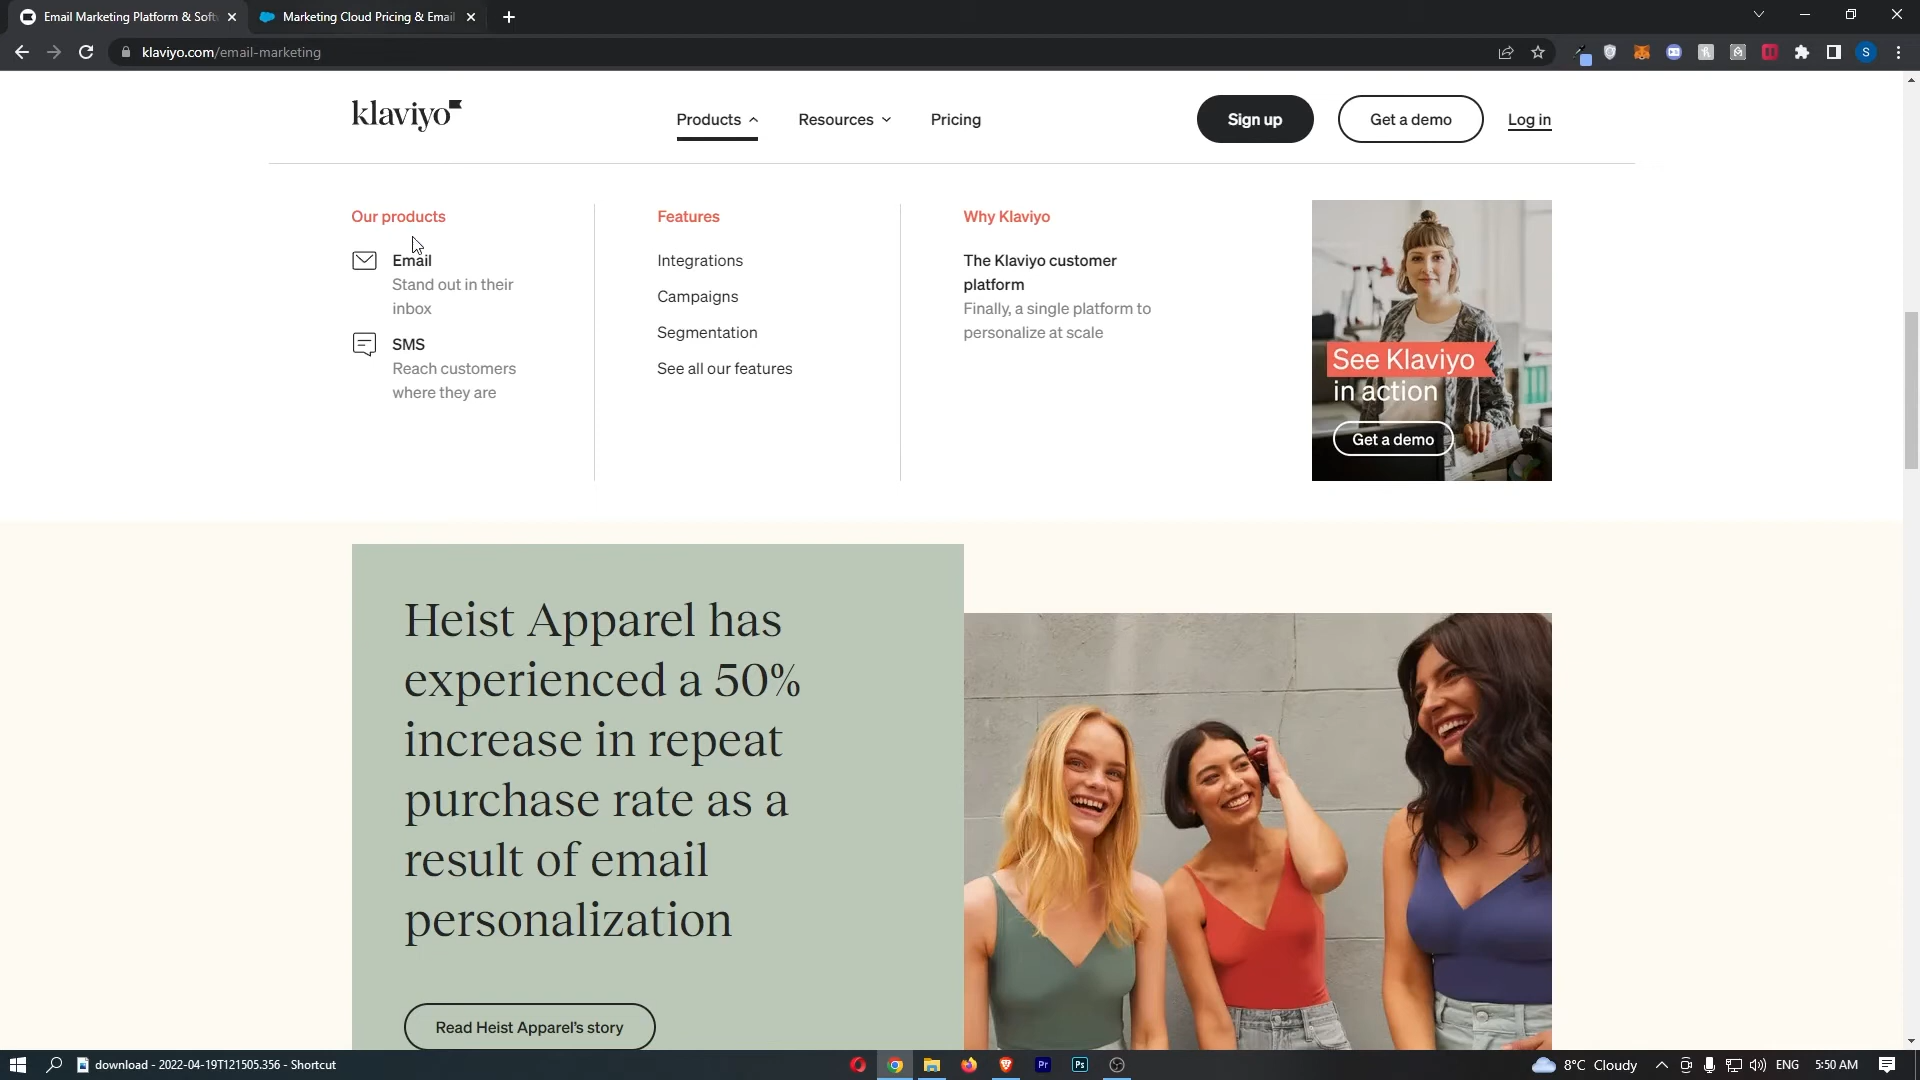 Email Marketing Platform & Soft
Marketing Cloud Pricing & Email
klaviyo.com/email-marketing
S
klaviyo
Products
Resources
Pricing
Sign up
Get a demo
Log in
Our products
Email
Stand out in their
inbox
SMS
Reach customers
where they are
Features
Integrations
Campaigns
Segmentation
See all our features
Why Klaviyo
The Klaviyo customer
platform
Finally, a single platform to
personalize at scale
See Klaviyo
in action
Get a demo
Heist Apparel has
experienced a 50%
increase in repeat
purchase rate as a
result of email
personalization
Read Heist Apparel's story
download - 2022-04-19T121505.356 - Shortcut
Pr
Ps
8°C Cloudy
ENG
5:50 AM